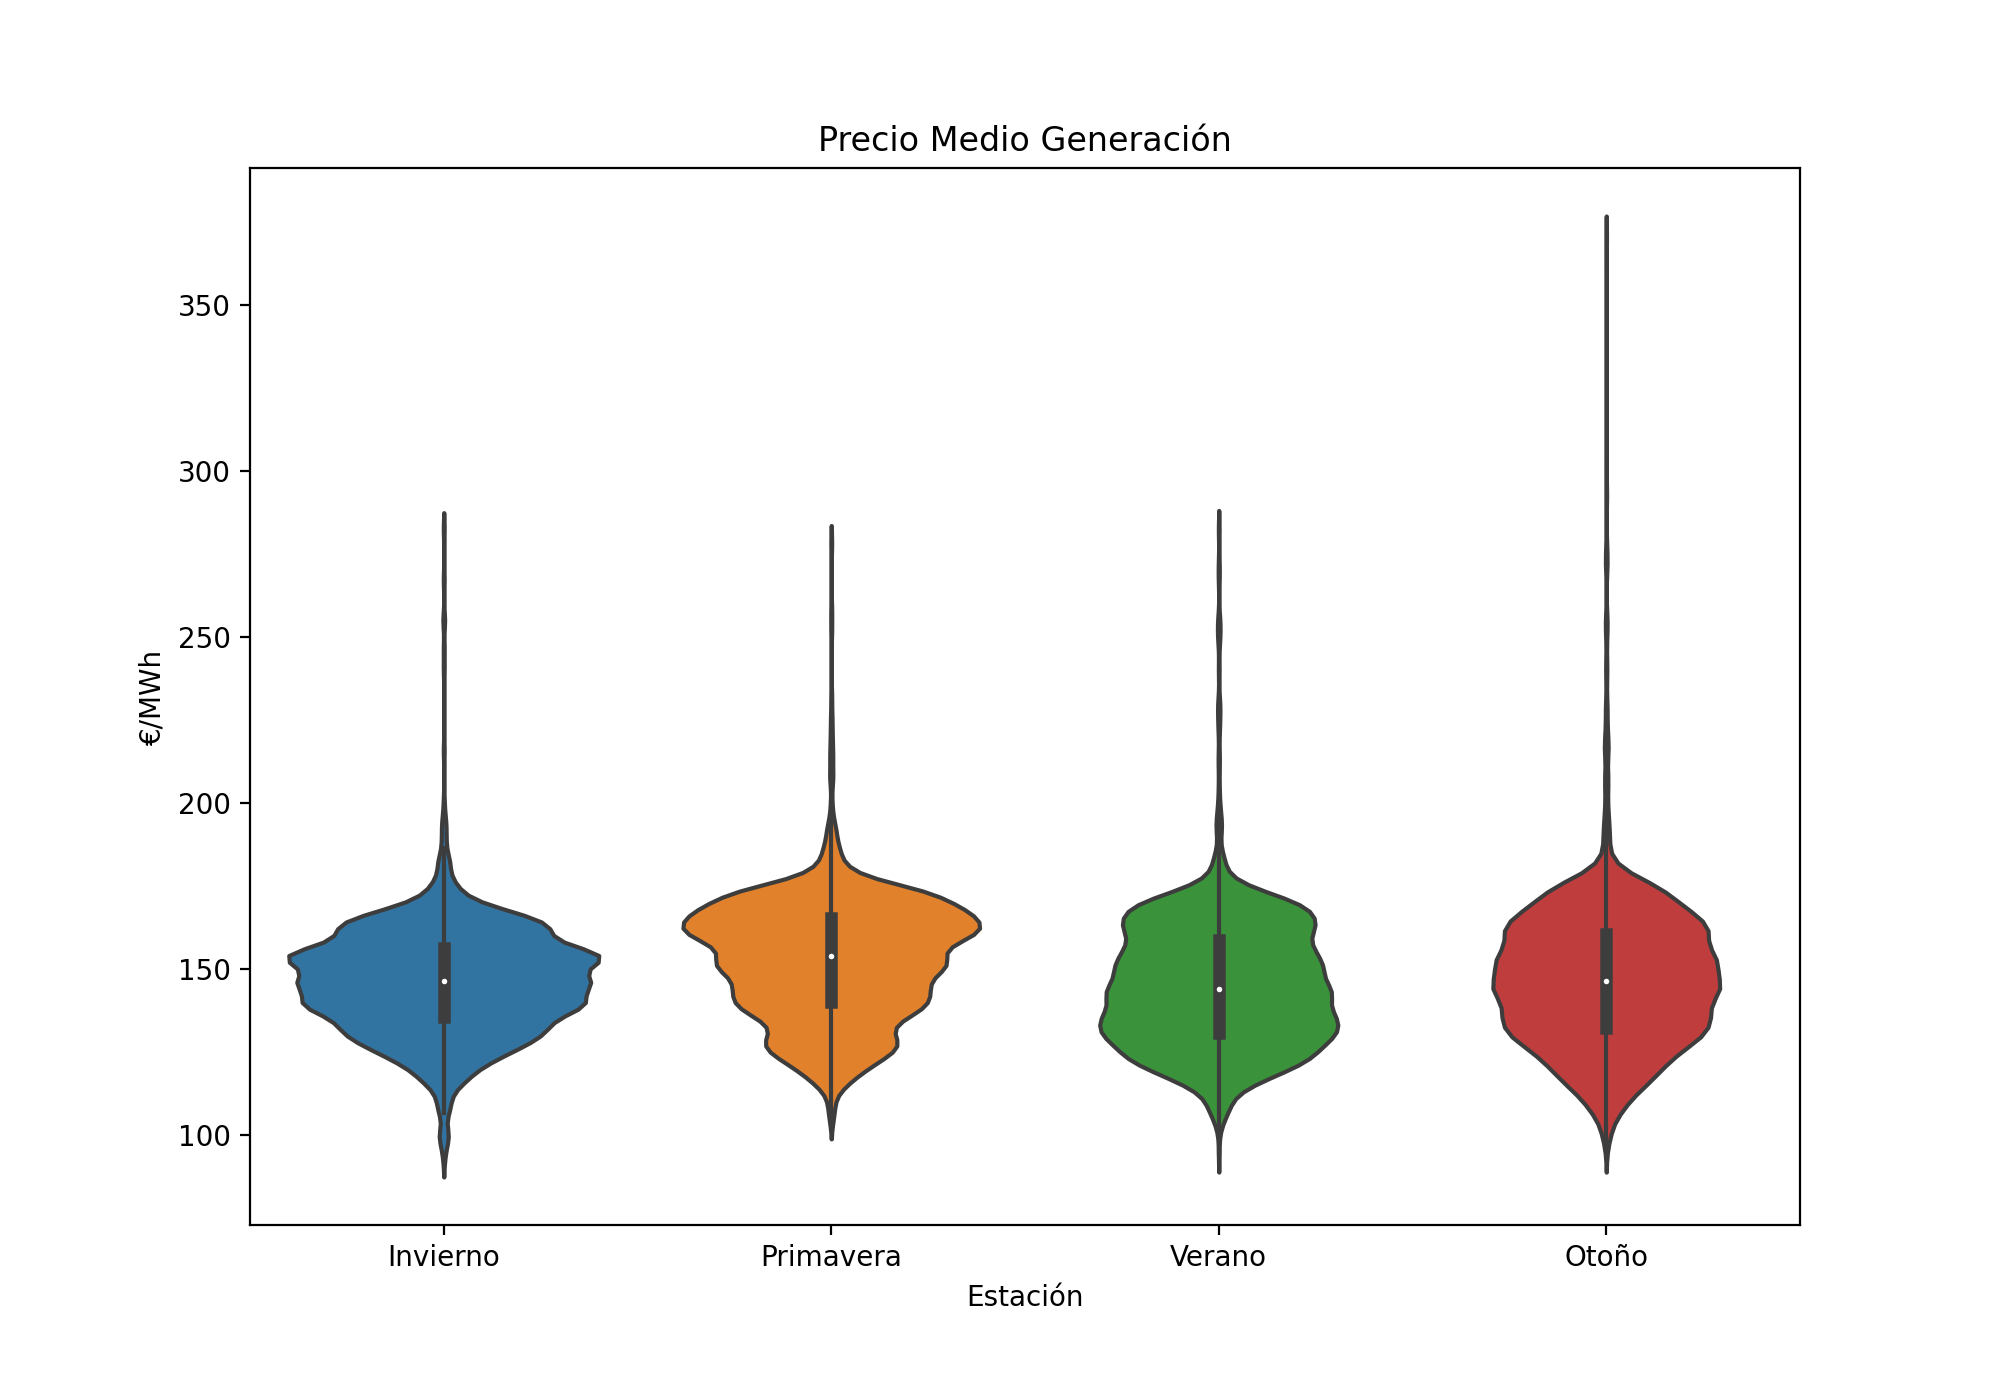 Precio Medio Generación
€/MWh
350
300
250
200
150
100
Invierno Primavera Verano Otoño
Estación